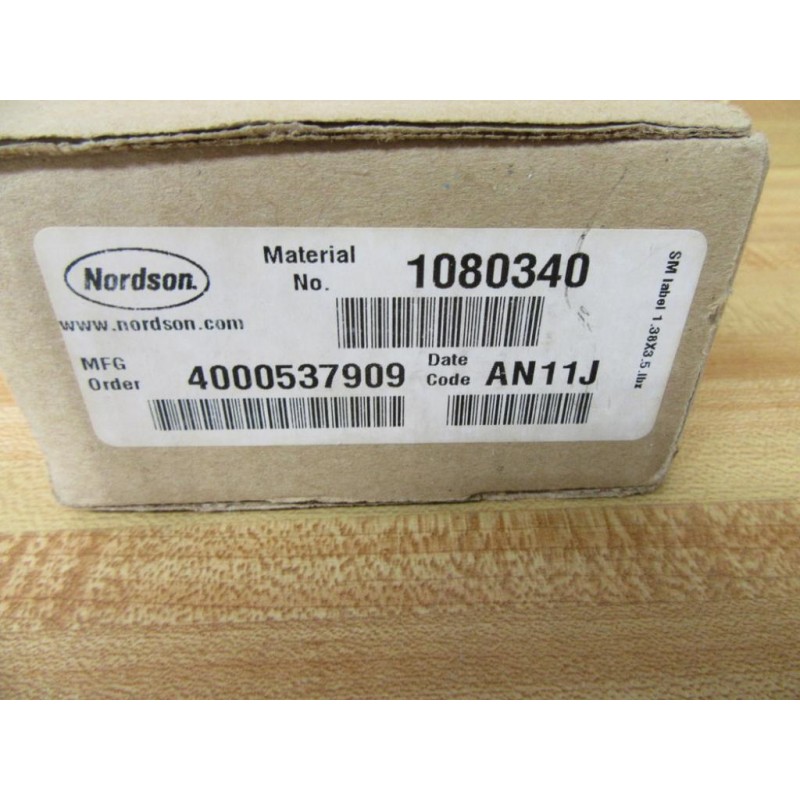 Nordson.
www.nordson.com
Material No. 1080340
MFG Order 4000537909
Date Code AN11J
SM label 1.38X3.5.lbx